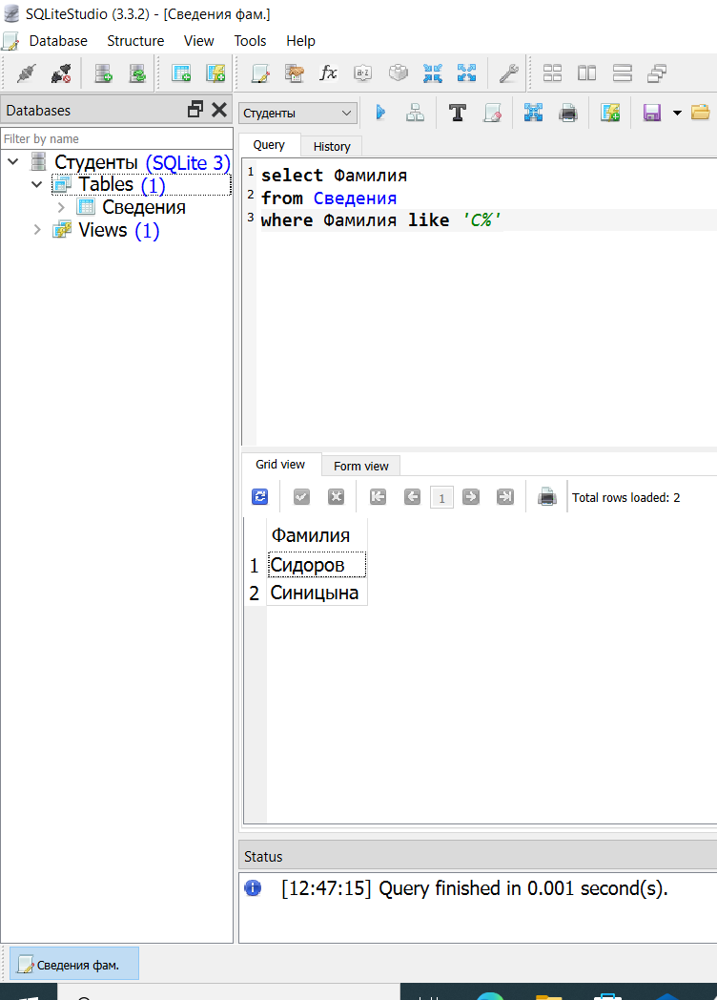 SQLiteStudio (3.3.2) - [Сведения фам.]
Database Structure View Tools Help
Databases
Студенты
Filter by name
Query History
Студенты (SQLite 3)
Tables (1)
Сведения
Views (1)
1 select Фамилия
2 from Сведения
3 where Фамилия like 'С%'
Grid view Form view
1
Total rows loaded: 2
Фамилия
1 Сидоров
2 Синицына
Status
[12:47:15] Query finished in 0.001 second(s).
Сведения фам.